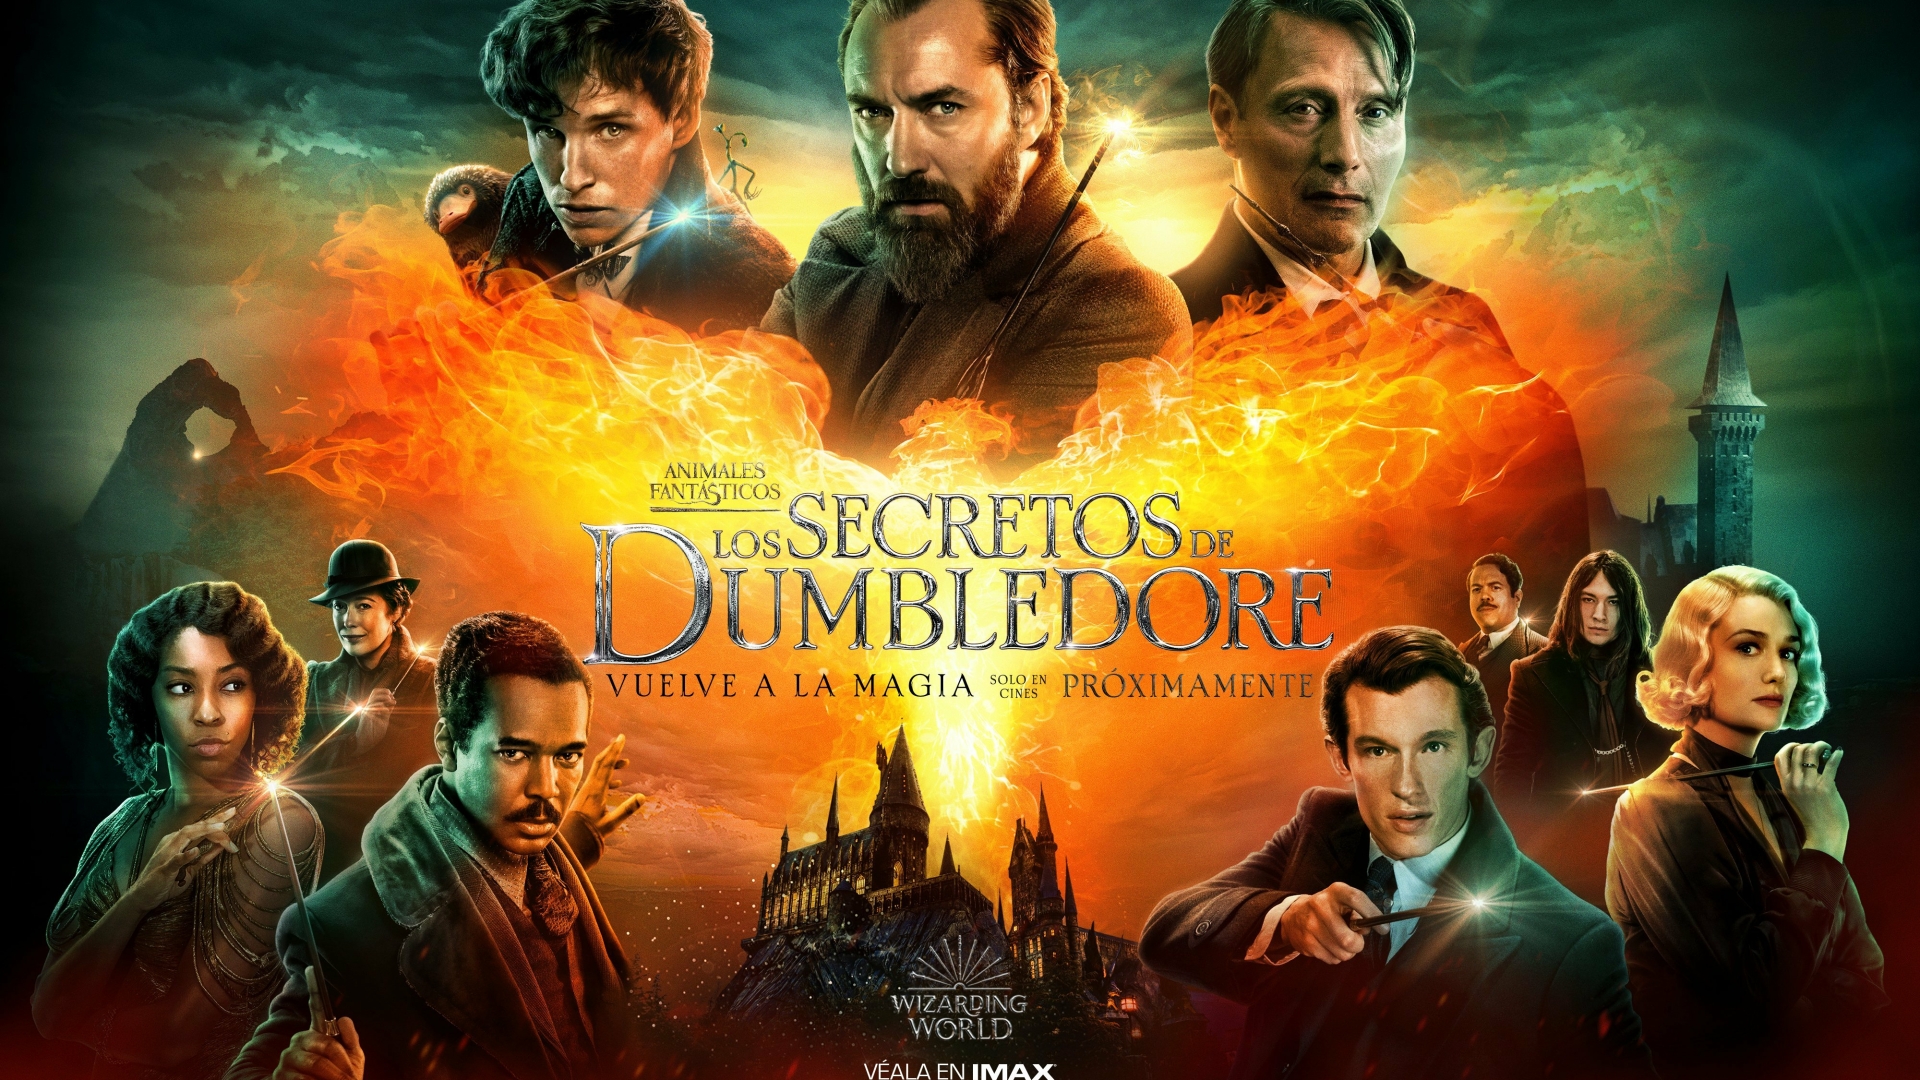 ANIMALES
FANTÁSTICOS
LOS SECRETOS DE
DUMBLEDORE
VUELVE A LA MAGIA SOLO EN CINES PRÓXIMAMENTE
WIZARDING
WORLD
VÉALA EN IMAX